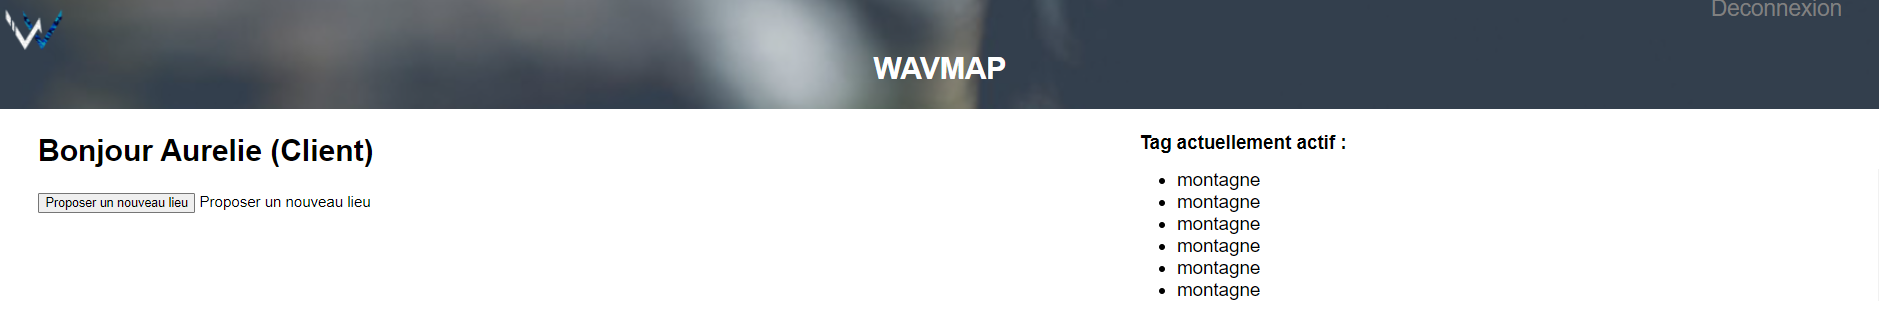 Deconnexion
WAVMAP
Bonjour Aurelie (Client)
Proposer un nouveau lieu Proposer un nouveau lieu
Tag actuellement actif :
montagne
montagne
montagne
montagne
montagne
montagne